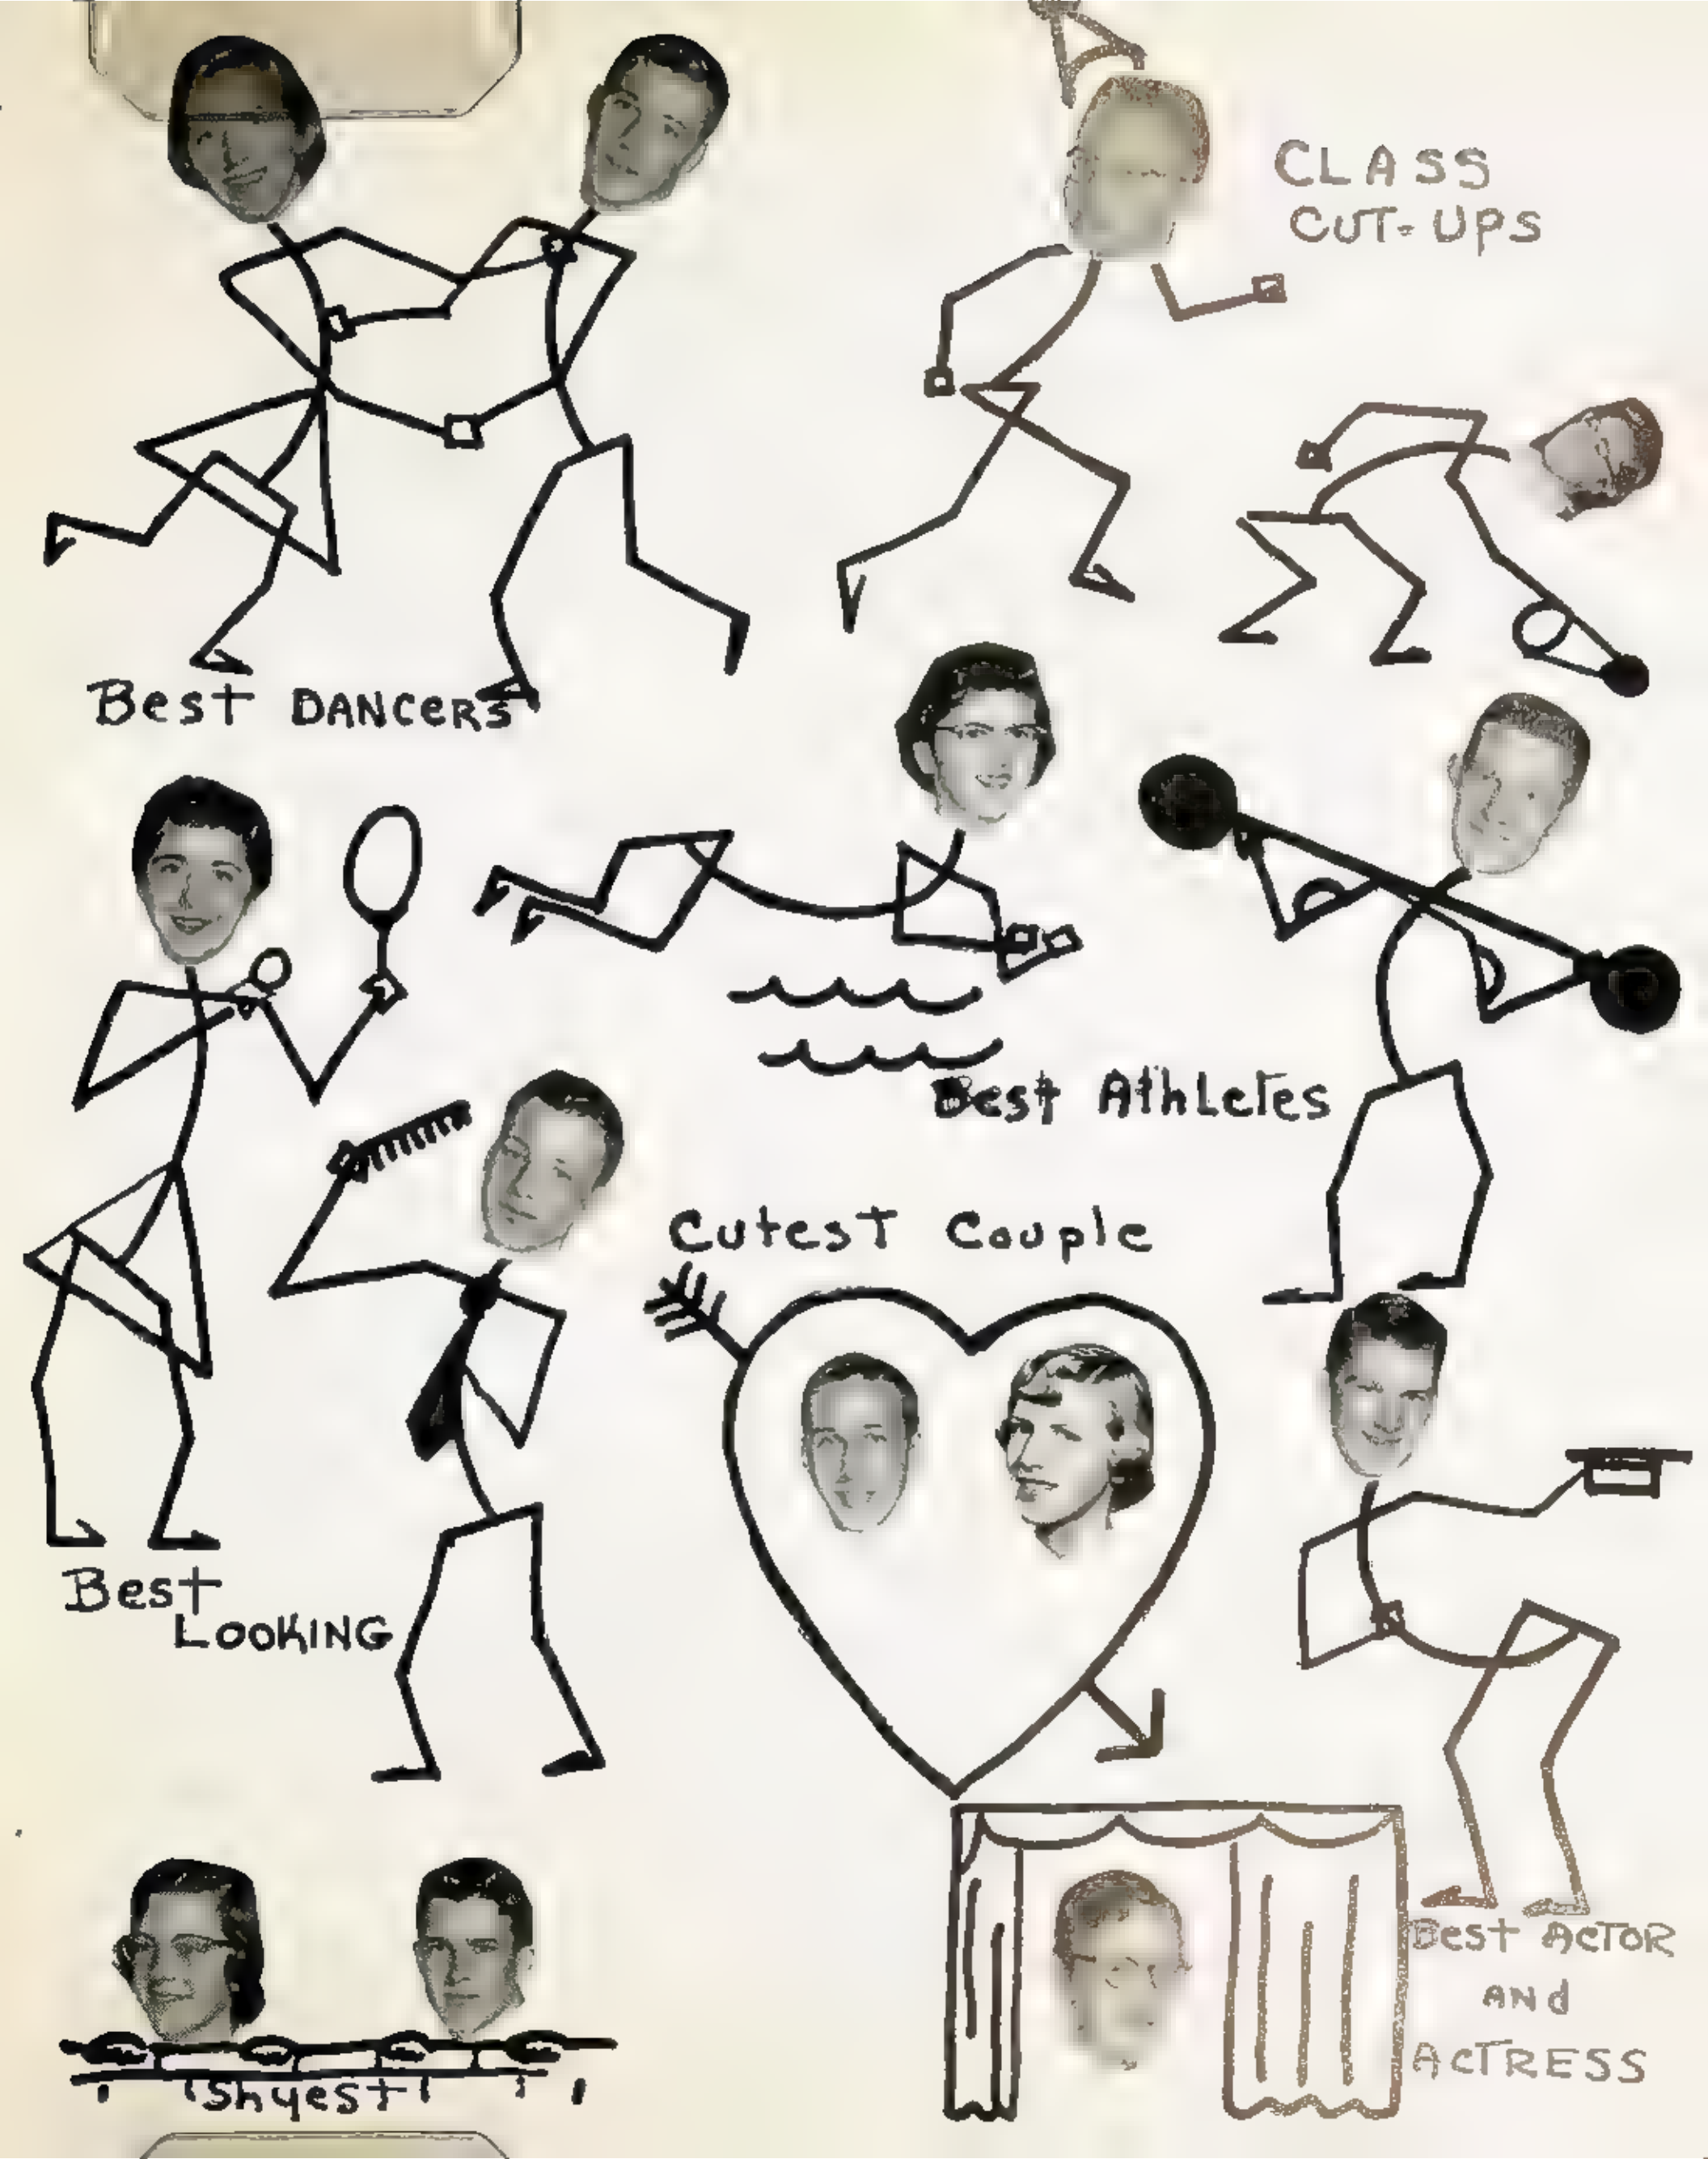 CLASS
CUT-UPS
Best DANCERS
Best Athletes
Cutest Couple
Best
LOOKING
Best ACTOR
AND
ACTRESS
Shyest